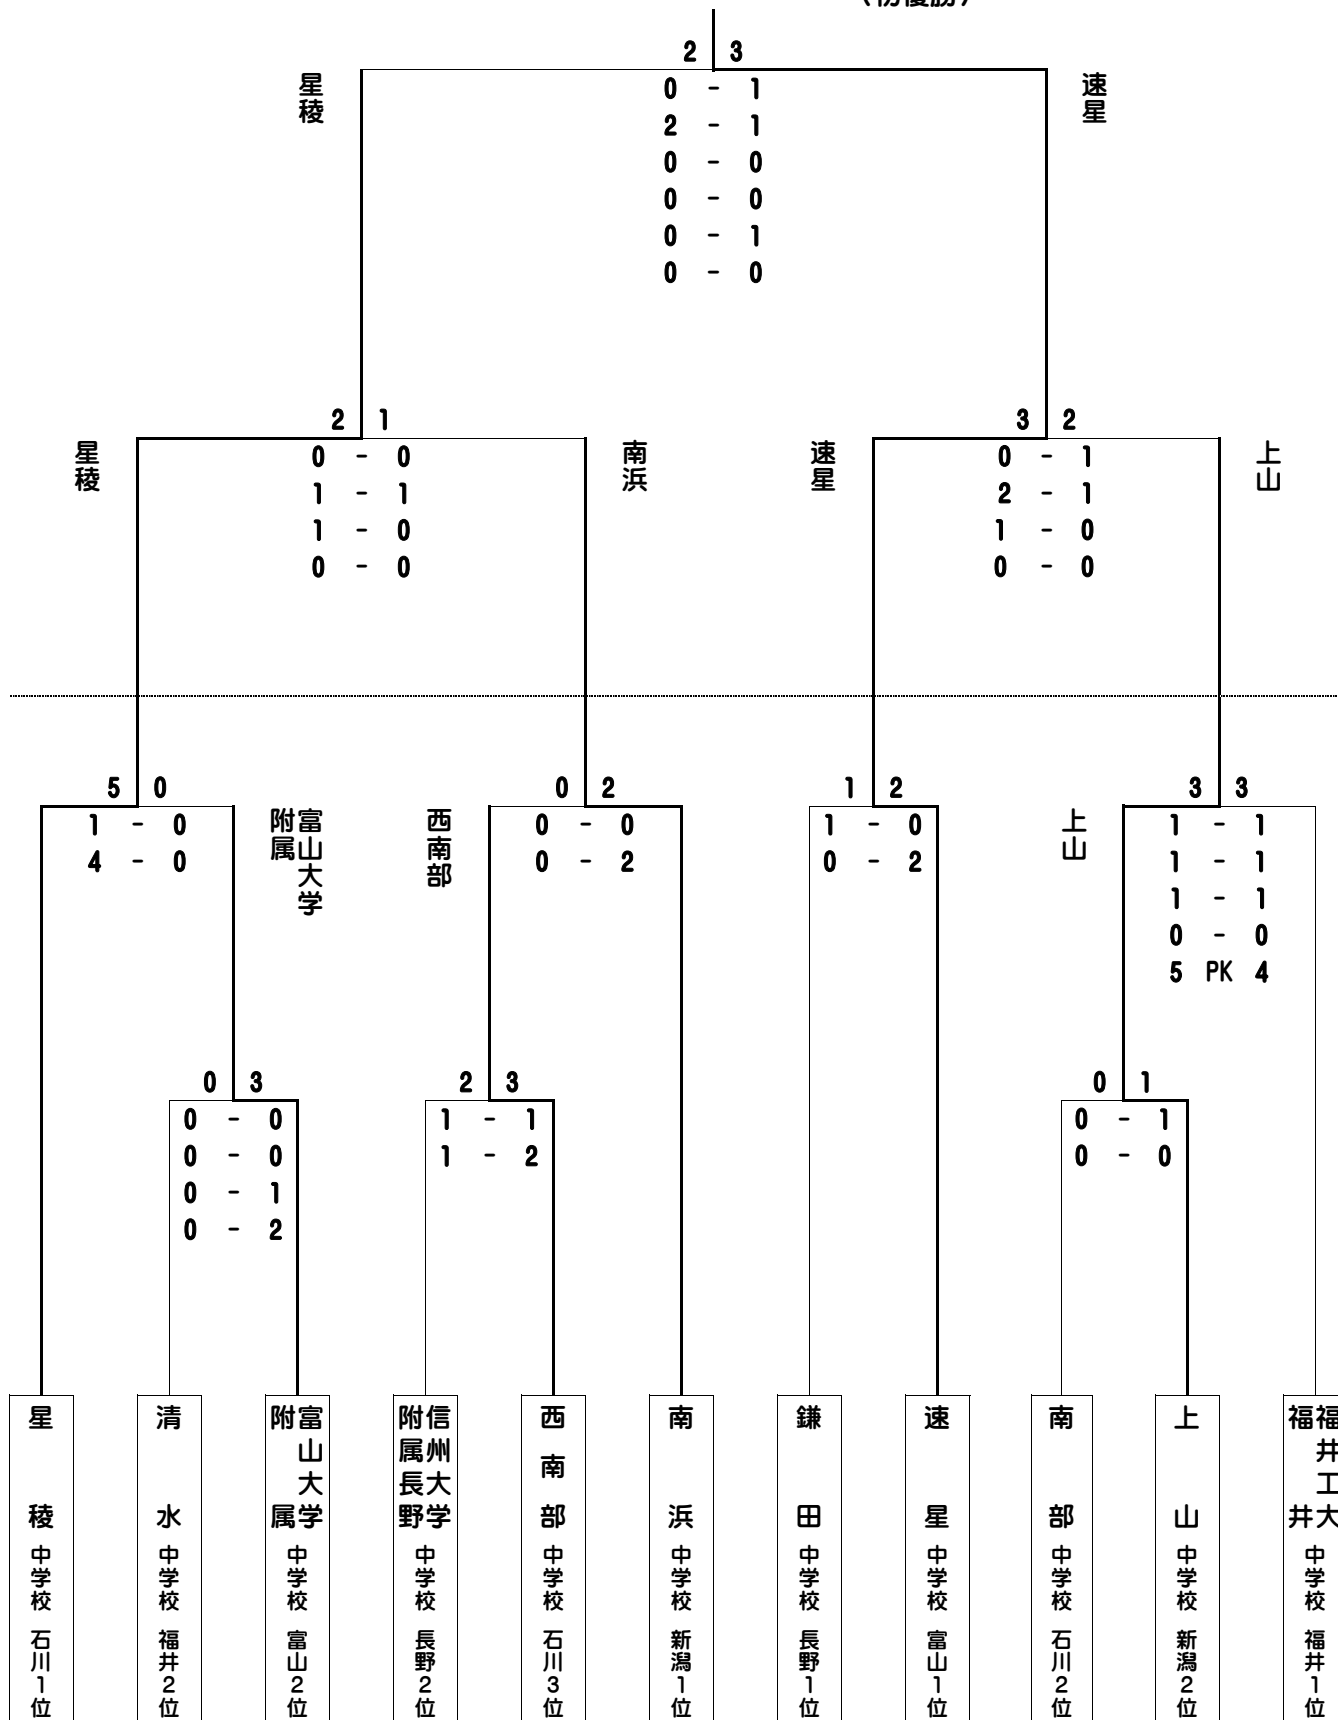 （初優勝）
2 3
星稜
速星
0 - 1
2 - 1
0 - 0
0 - 0
0 - 1
0 - 0
2 1
3 2
星稜
南浜
速星
上山
0 - 0
1 - 1
1 - 0
0 - 0
0 - 1
2 - 1
1 - 0
0 - 0
5 0
0 2
1 2
3 3
1 - 0
4 - 0
富山大学
附属
西南部
0 - 0
0 - 2
1 - 0
0 - 2
上山
1 - 1
1 - 1
1 - 1
0 - 0
5 PK 4
0 3
2 3
0 1
0 - 0
0 - 0
0 - 1
0 - 2
1 - 1
1 - 2
0 - 1
0 - 0
星稜 中学校 石川1位
清水 中学校 福井2位
富山大学
附属 中学校 富山2位
信州大学
附属長野 中学校 長野2位
西南部 中学校 石川3位
南浜 中学校 新潟1位
鎌田 中学校 長野1位
速星 中学校 富山1位
南部 中学校 石川2位
上山 中学校 新潟2位
福井工大
福井 中学校 福井1位